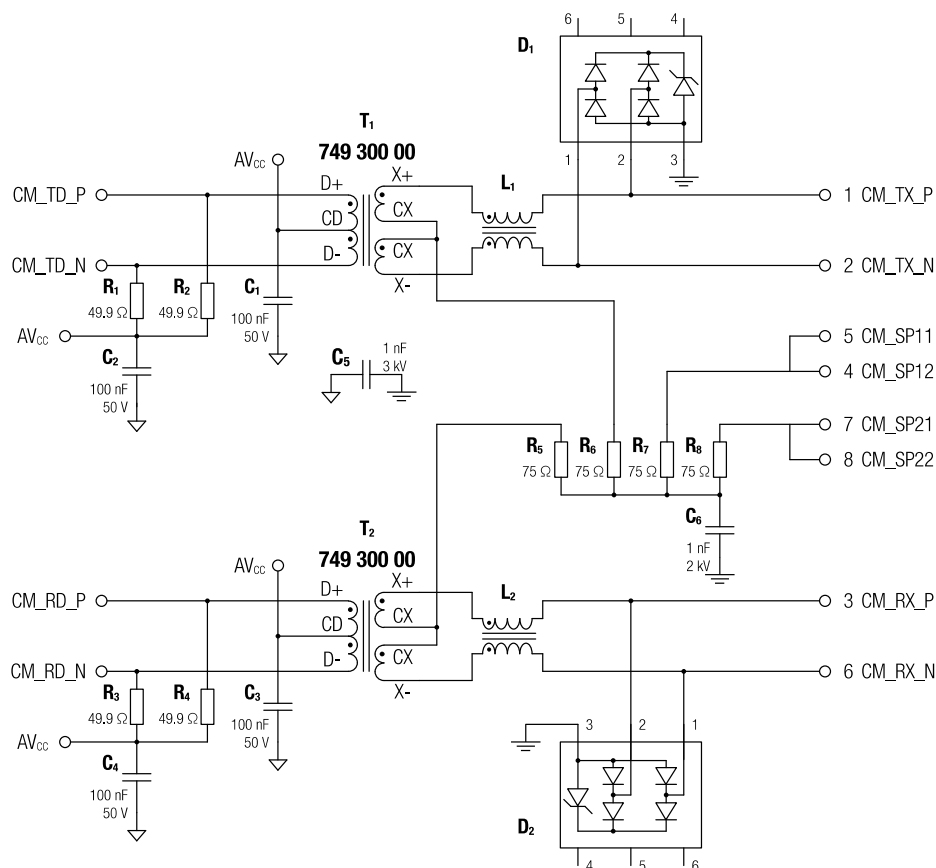 6 5 4
D₁
1 2 3
T₁
749 300 00
AVcc
CM_TD_P
D+
X+
L₁
1 CM_TX_P
CD
CX
CX
CM_TD_N
D-
X-
2 CM_TX_N
R₁
49.9 Ω
R₂
49.9 Ω
C₁
100 nF
50 V
AVcc
C₂
100 nF
50 V
C₅
1 nF
3 kV
5 CM_SP11
4 CM_SP12
7 CM_SP21
8 CM_SP22
R₅
75 Ω
R₆
75 Ω
R₇
75 Ω
R₈
75 Ω
C₆
1 nF
2 kV
T₂
749 300 00
AVcc
CM_RD_P
D+
X+
L₂
3 CM_RX_P
CD
CX
CX
CM_RD_N
D-
X-
6 CM_RX_N
R₃
49.9 Ω
R₄
49.9 Ω
C₃
100 nF
50 V
AVcc
C₄
100 nF
50 V
3 2 1
D₂
4 5 6